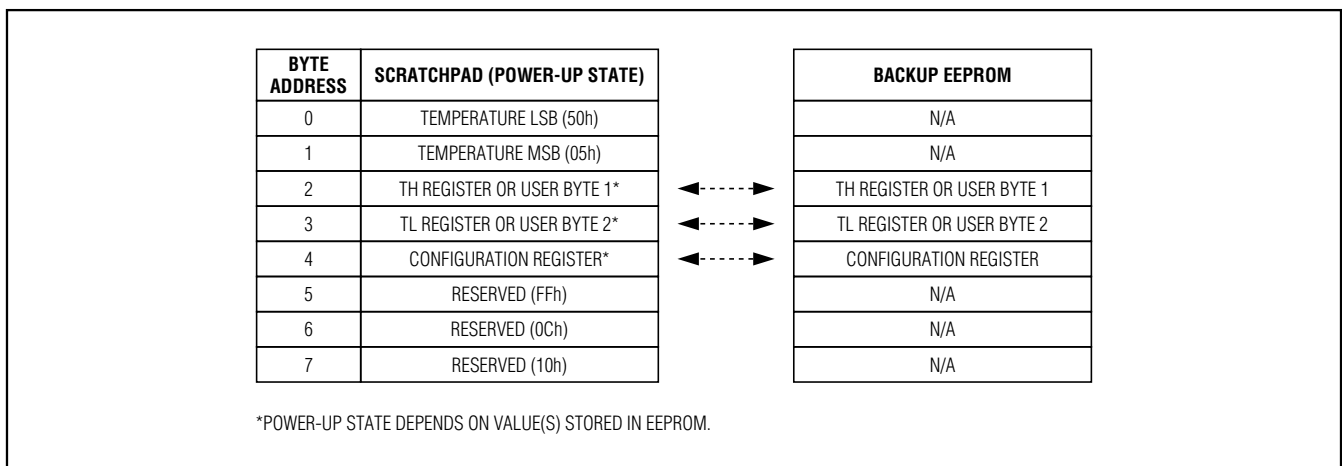 BYTE ADDRESS SCRATCHPAD (POWER-UP STATE) BACKUP EEPROM
0 TEMPERATURE LSB (50h) N/A
1 TEMPERATURE MSB (05h) N/A
2 TH REGISTER OR USER BYTE 1* TH REGISTER OR USER BYTE 1
3 TL REGISTER OR USER BYTE 2* TL REGISTER OR USER BYTE 2
4 CONFIGURATION REGISTER* CONFIGURATION REGISTER
5 RESERVED (FFh) N/A
6 RESERVED (0Ch) N/A
7 RESERVED (10h) N/A
*POWER-UP STATE DEPENDS ON VALUE(S) STORED IN EEPROM.